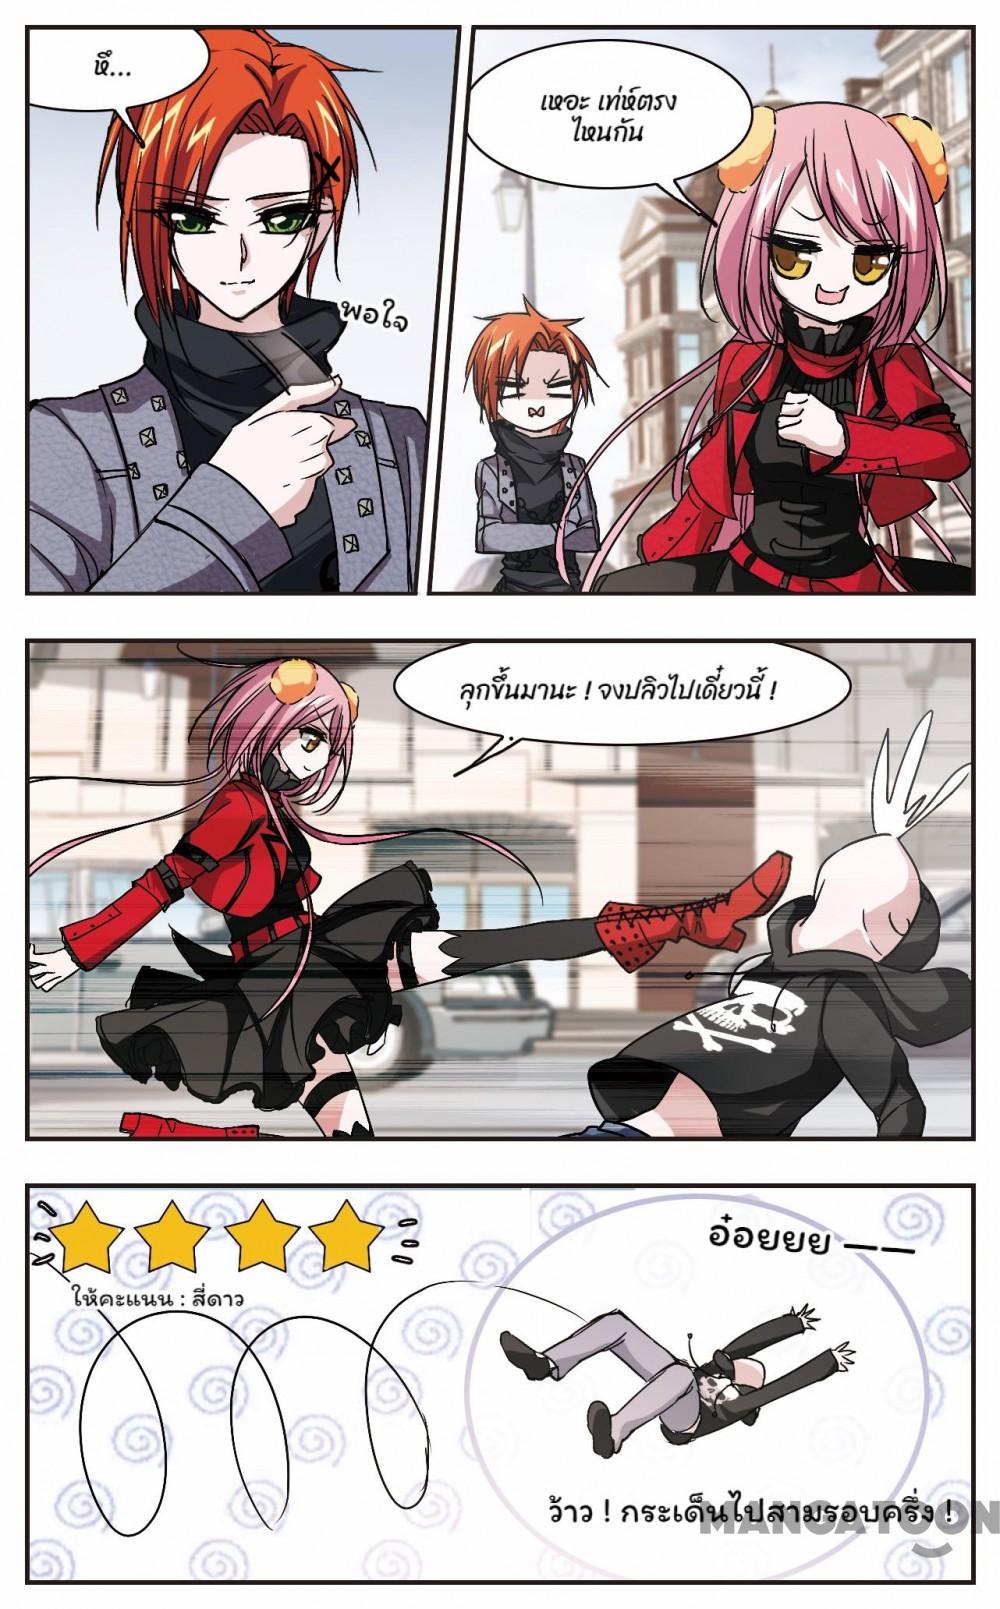 หึ...
พอใจ
เหอะ เท่ห์ตรง
ไหนกัน
ลุกขึ้นมานะ ! จงปลิวไปเดี๋ยวนี้ !
ให้คะแนน : สี่ดาว
อ๋อยยย ——
ว้าว ! กระเด็นไปสามรอบครึ่ง !
MANGATOON